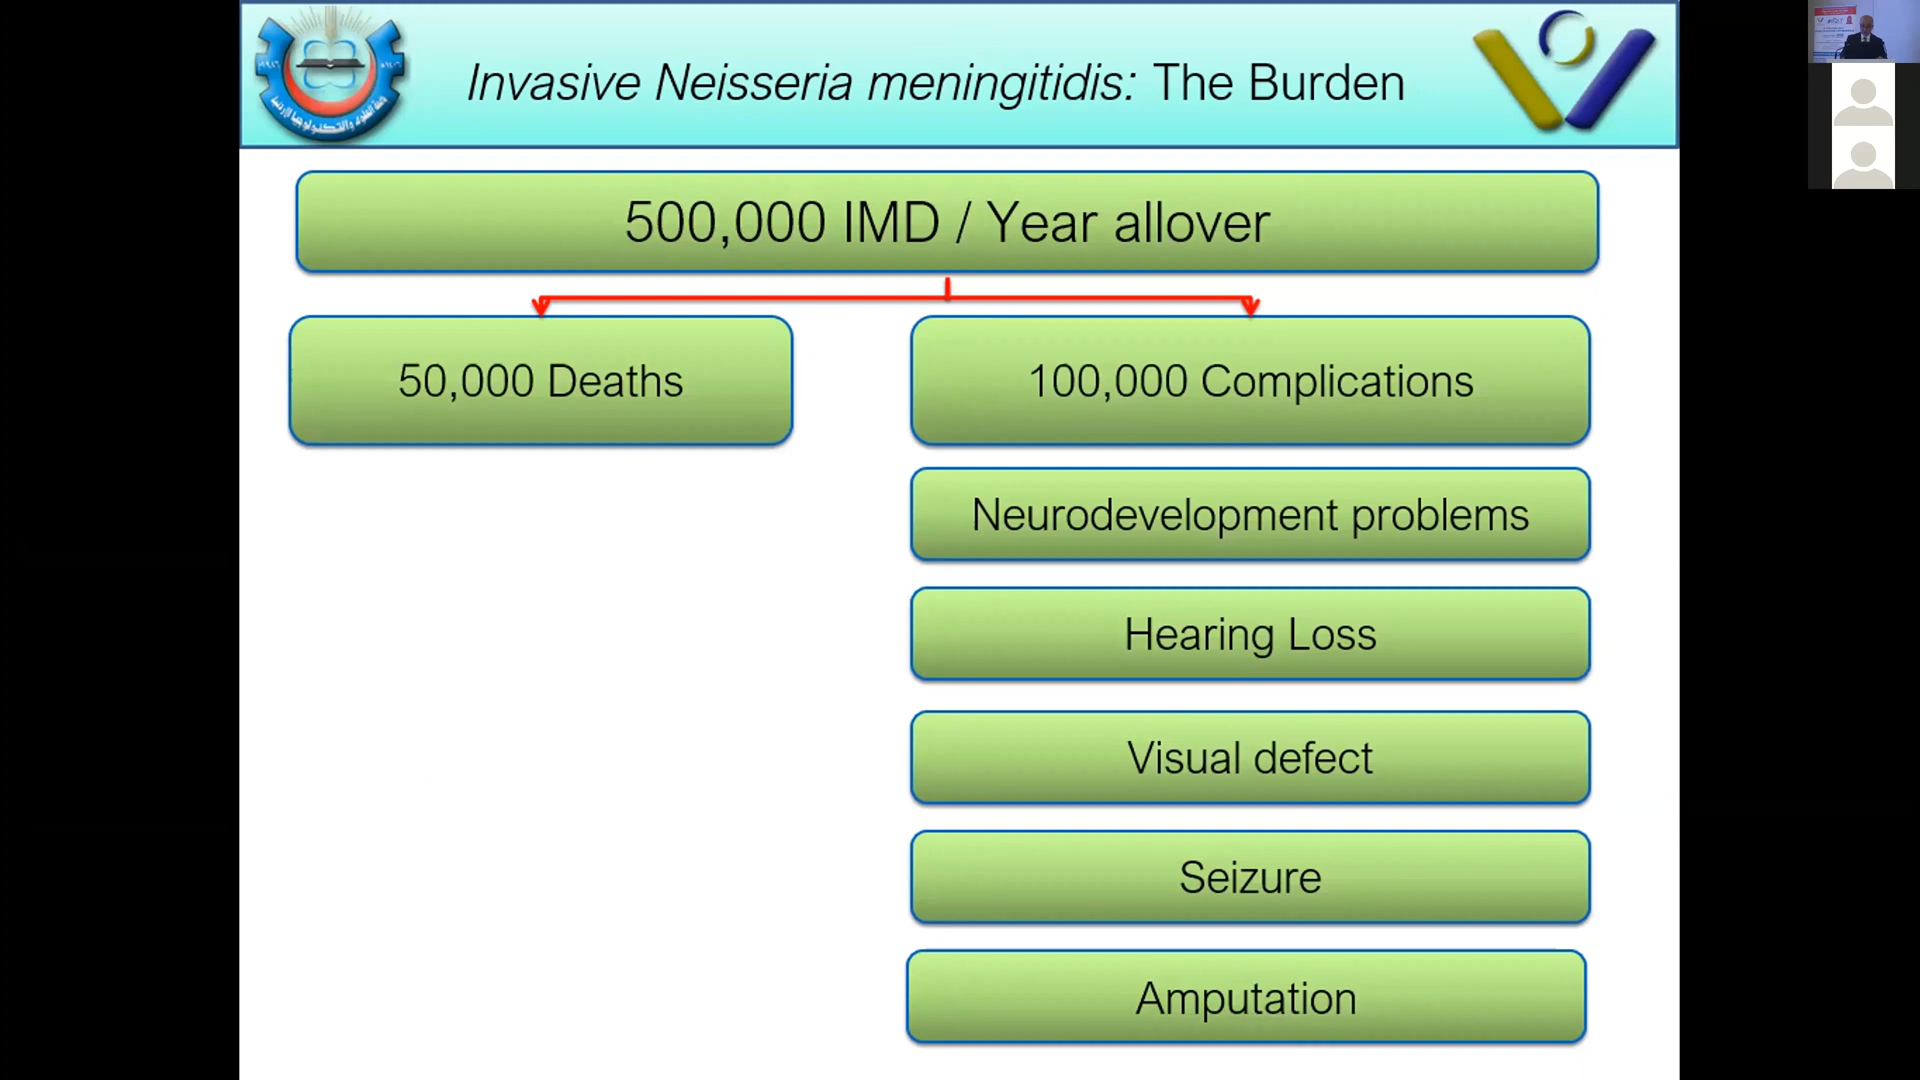 Invasive Neisseria meningitidis: The Burden
500,000 IMD / Year allover
50,000 Deaths
100,000 Complications
Neurodevelopment problems
Hearing Loss
Visual defect
Seizure
Amputation